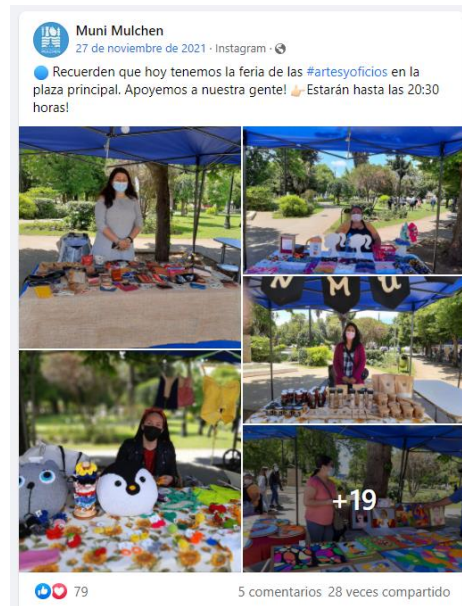 Muni Mulchen
27 de noviembre de 2021 · Instagram ·
Recuerden que hoy tenemos la feria de las #artesyoficios en la
plaza principal. Apoyemos a nuestra gente! 👉🏻Estarán hasta las 20:30
horas!
N M U
+19
79
5 comentarios 28 veces compartido